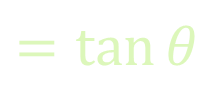 = tan θ